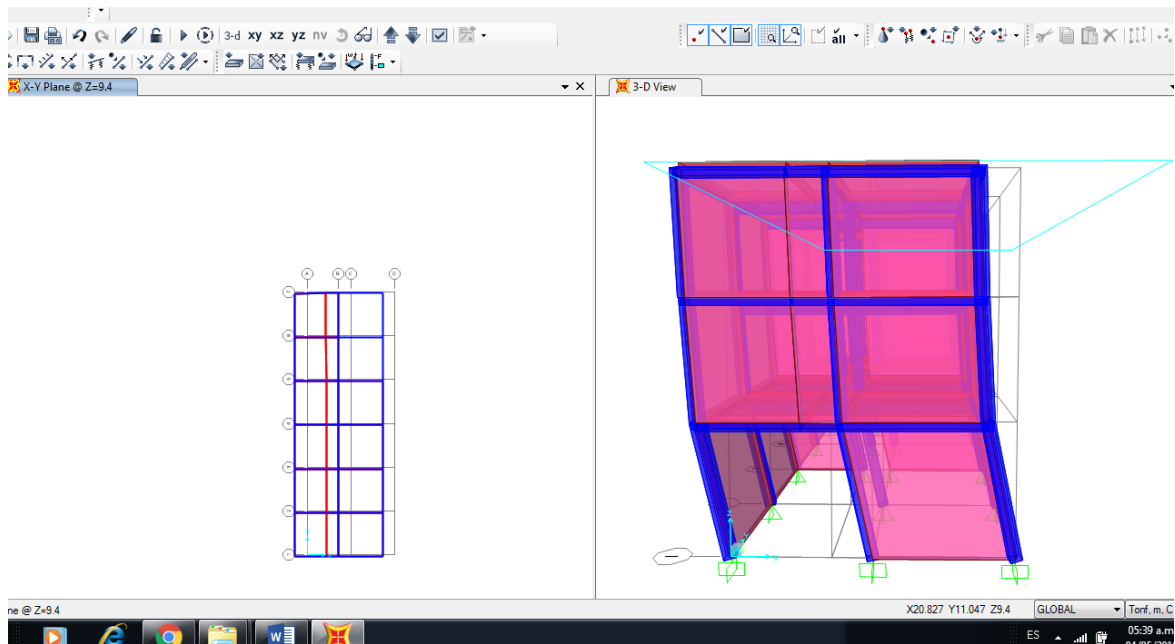 3-d xy xz yz nv
all
X-Y Plane @ Z=9.4
3-D View
A B C D
Z
X
ne @ Z=9.4
X20.827 Y11.047 Z9.4
GLOBAL
Tonf, m, C
W
ES
05:39 a.m